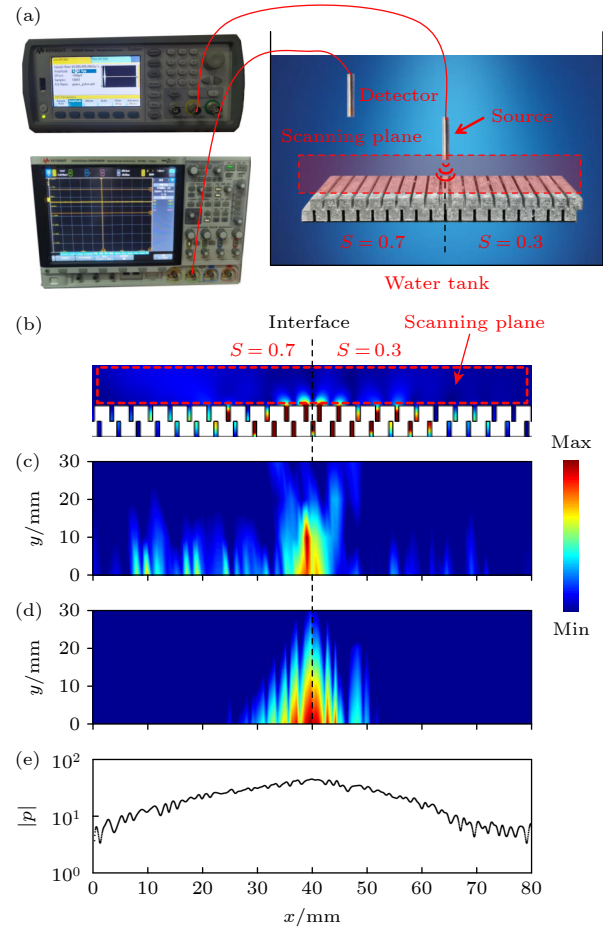 (a)
KEYSIGHT
Detector
Source
Scanning plane
S = 0.7
S = 0.3
Water tank
Interface
Scanning plane
(b)
S = 0.7
S = 0.3
(c)
30
20
10
0
y/mm
(d)
30
20
10
0
y/mm
Max
Min
(e)
10²
10¹
10⁰
|p|
0 10 20 30 40 50 60 70 80
x/mm